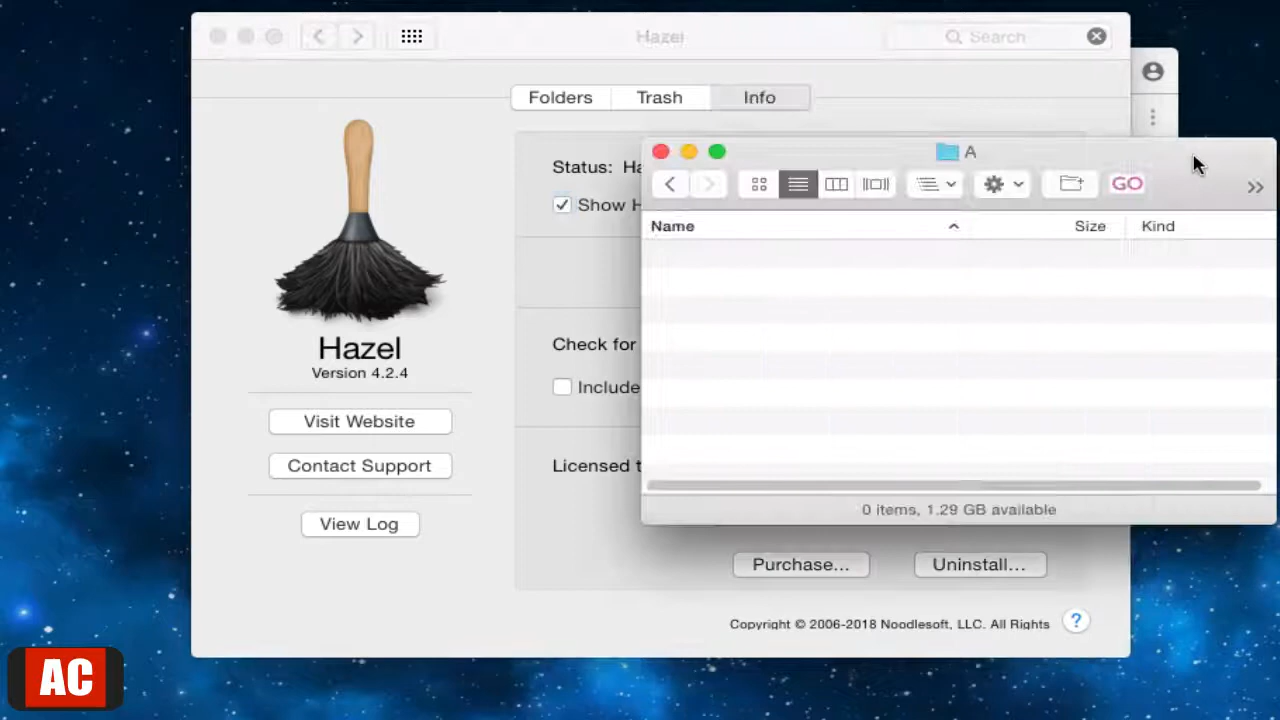 Hazel
Search
Folders
Trash
Info
Status:
Show
Hazel
Version 4.2.4
Visit Website
Contact Support
View Log
Check for
Include
Licensed
Purchase...
Uninstall...
Copyright © 2006-2018 Noodlesoft, LLC. All Rights
?
A
GO
Name
Size
Kind
0 items, 1.29 GB available
AC